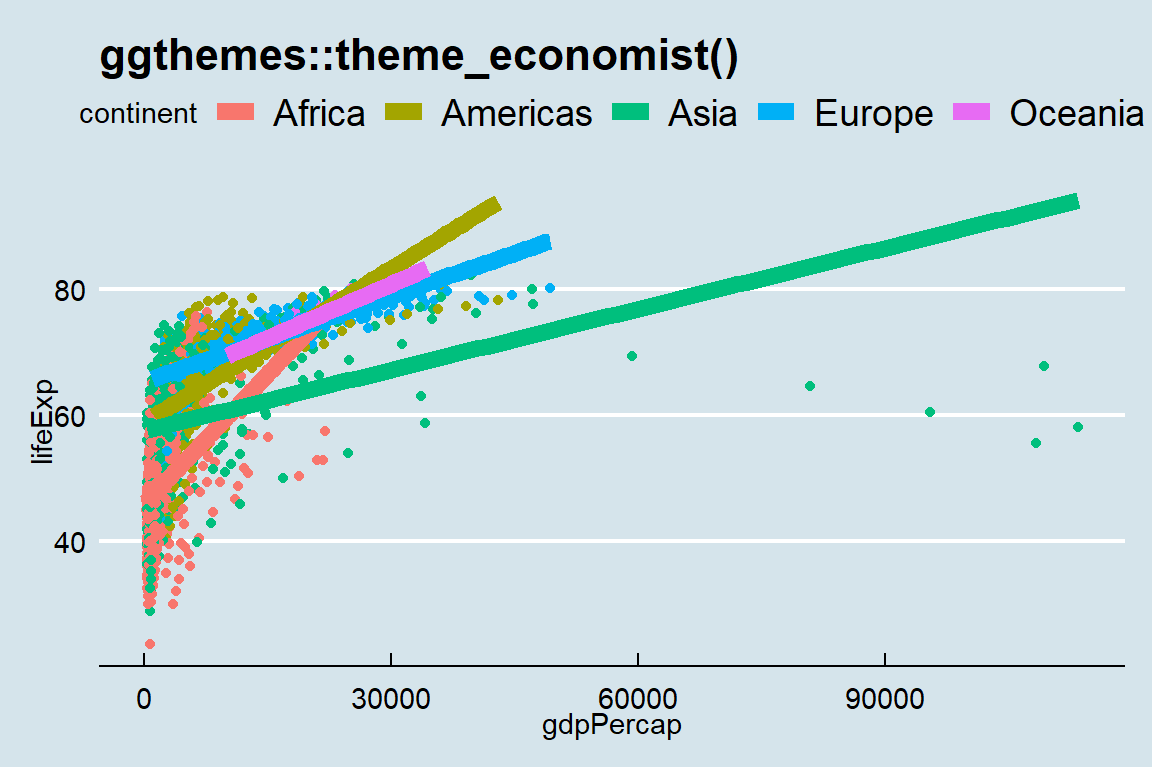 ggthemes::theme_economist()
continent Africa Americas Asia Europe Oceania
80
60
40
lifeExp
0 30000 60000 90000
gdpPercap